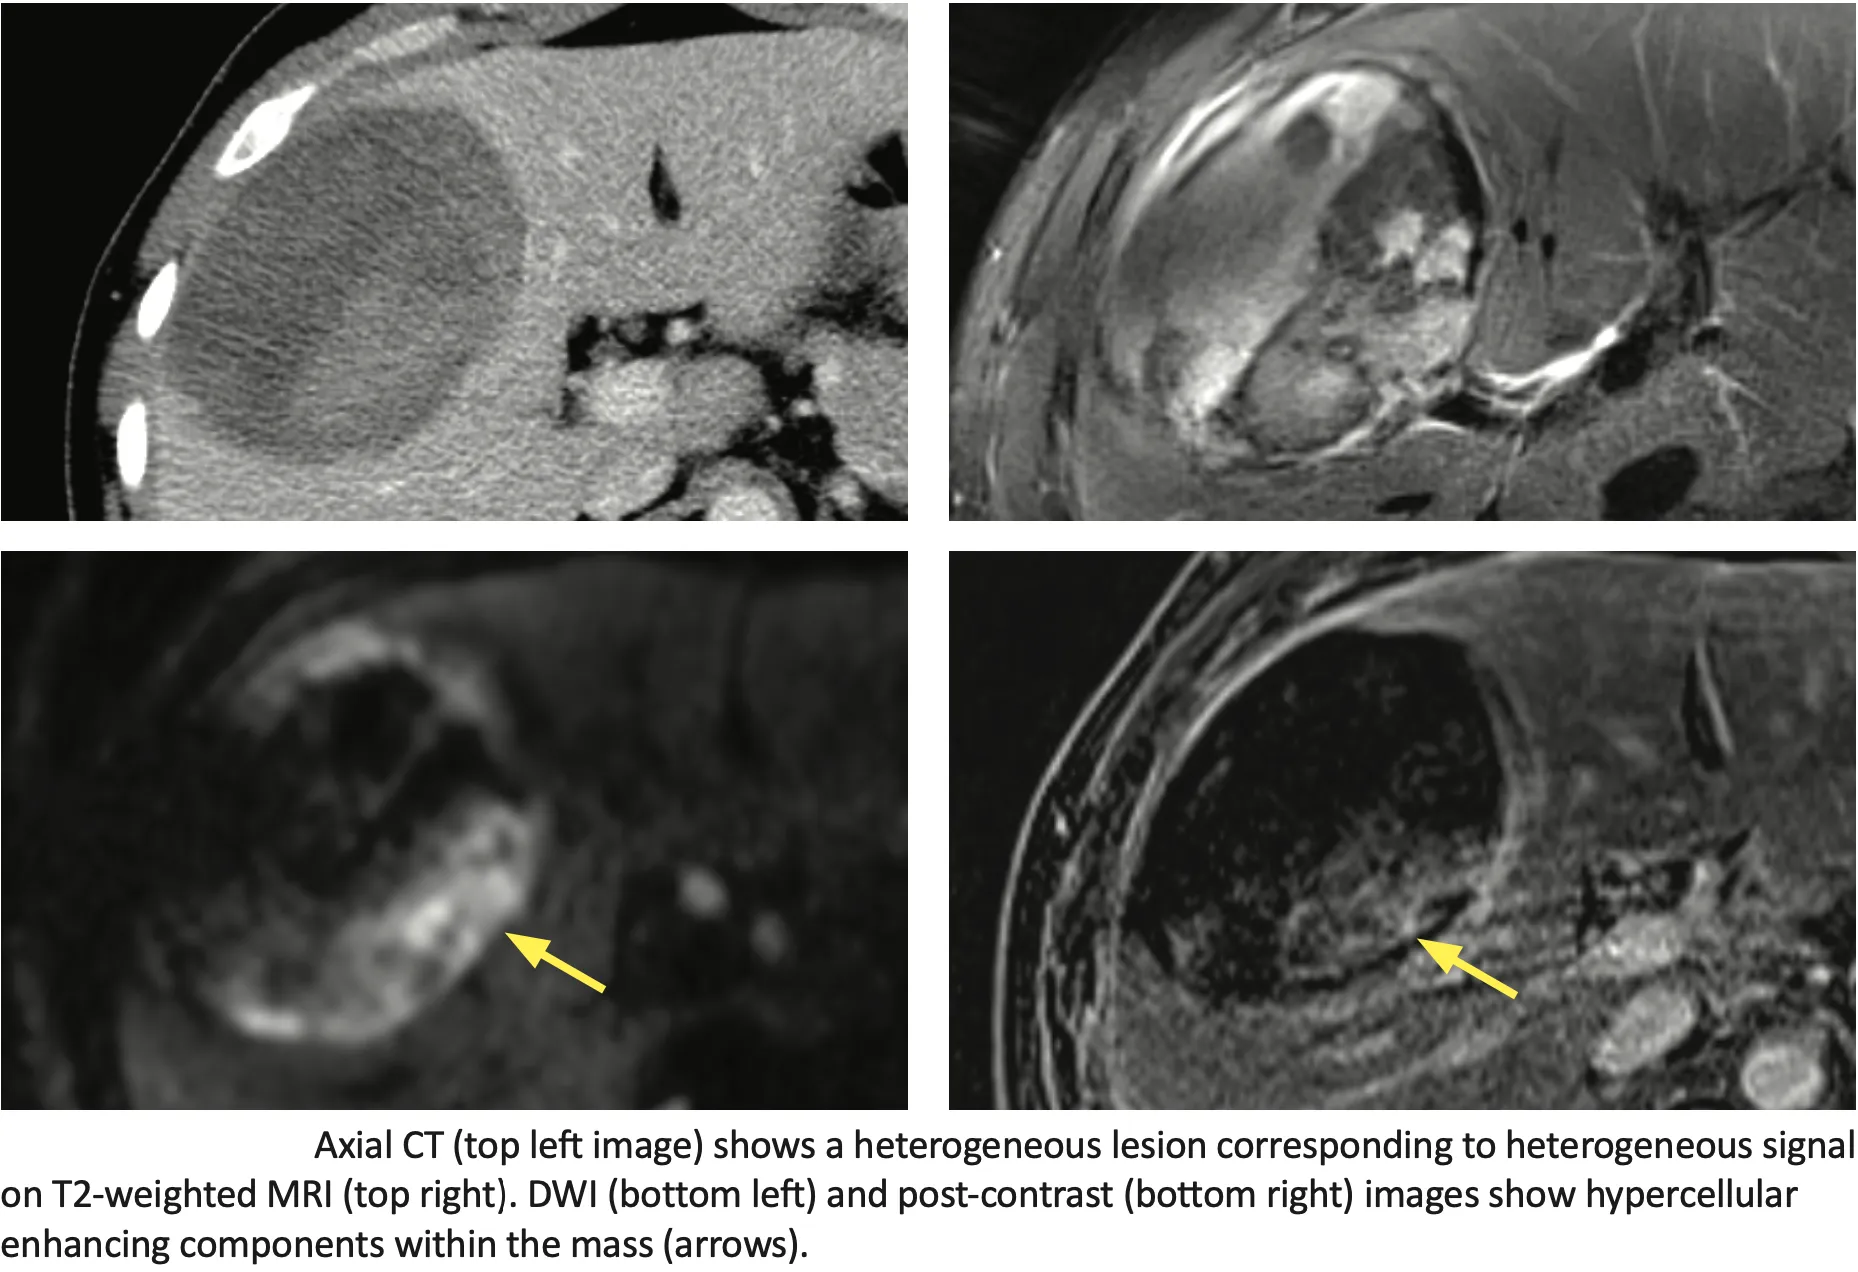 Axial CT (top left image) shows a heterogeneous lesion corresponding to heterogeneous signal
on T2-weighted MRI (top right). DWI (bottom left) and post-contrast (bottom right) images show hypercellular
enhancing components within the mass (arrows).